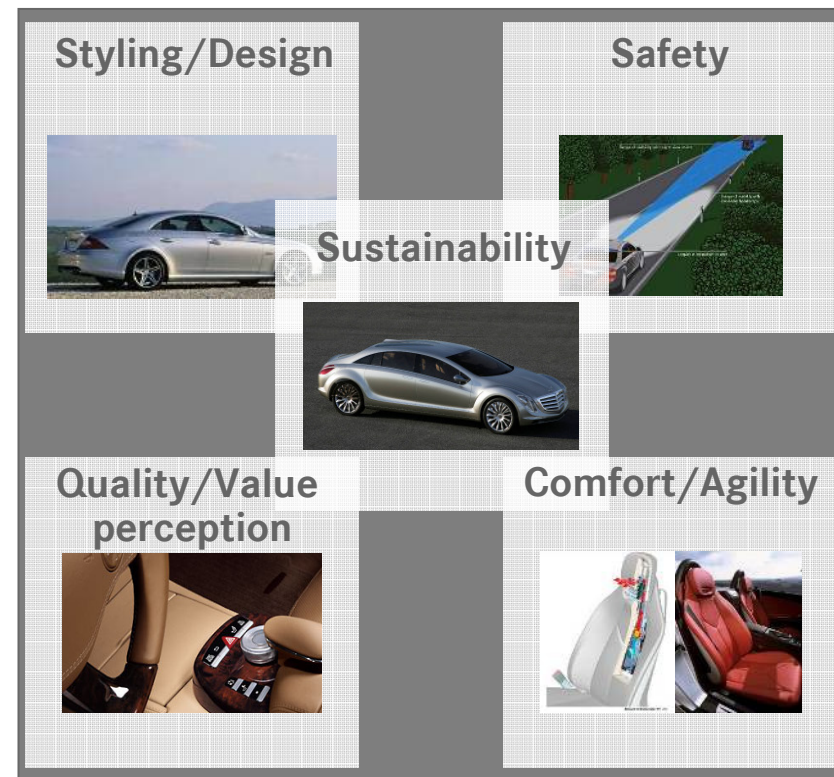 Styling/Design
Safety
Sustainability
Quality/Value
perception
Comfort/Agility